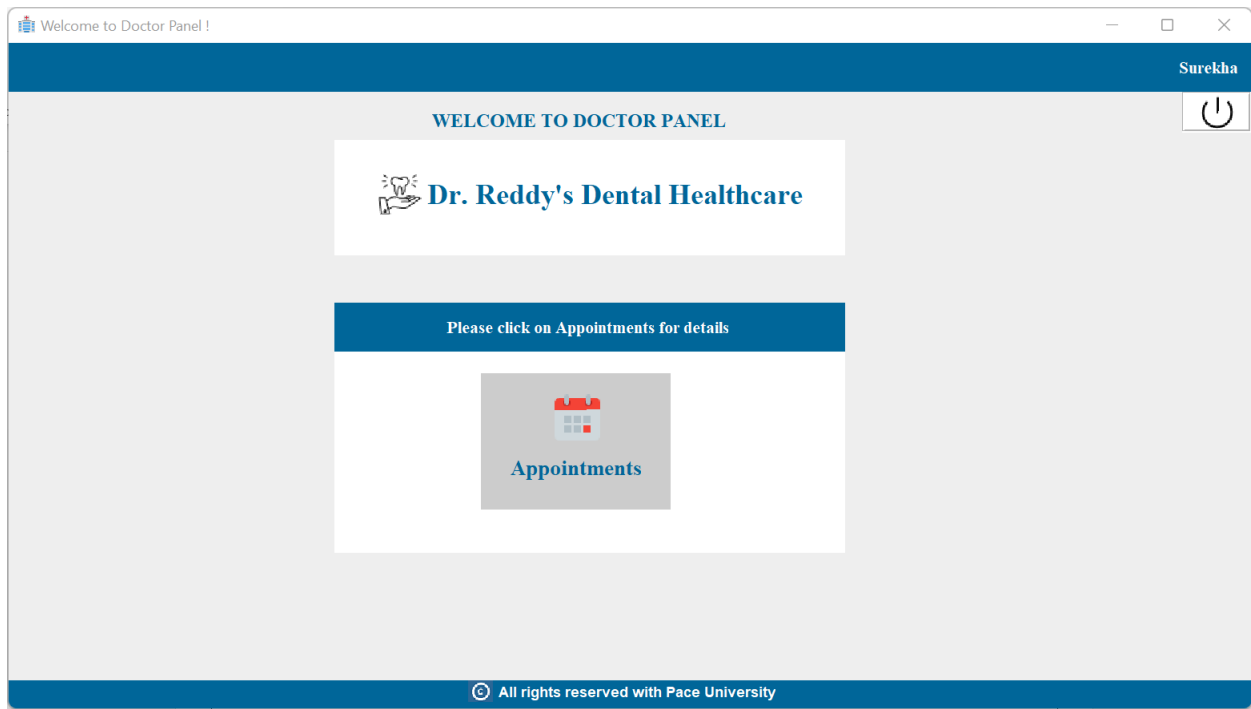 Welcome to Doctor Panel !
Surekha
WELCOME TO DOCTOR PANEL
Dr. Reddy's Dental Healthcare
Please click on Appointments for details
Appointments
© All rights reserved with Pace University